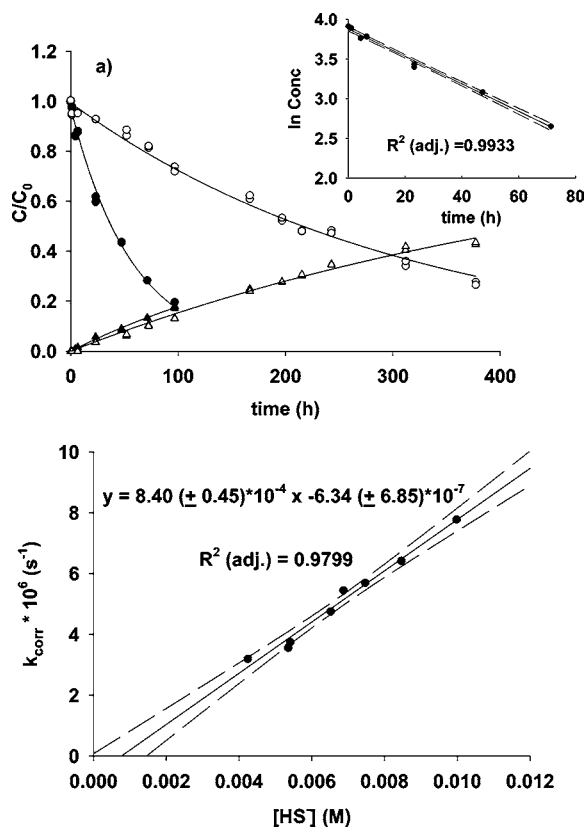 a)
1.2
1.0
0.8
0.6
0.4
0.2
0.0
C/C0
0 100 200 300 400
time (h)
4.0
3.5
3.0
2.5
2.0
ln Conc
R2 (adj.) =0.9933
0 20 40 60 80
time (h)
10
8
6
4
2
0
kcorr * 10^6 (s^-1)
y = 8.40 (± 0.45)*10^-4 x -6.34 (± 6.85)*10^-7
R2 (adj.) = 0.9799
0.000 0.002 0.004 0.006 0.008 0.010 0.012
[HS-] (M)